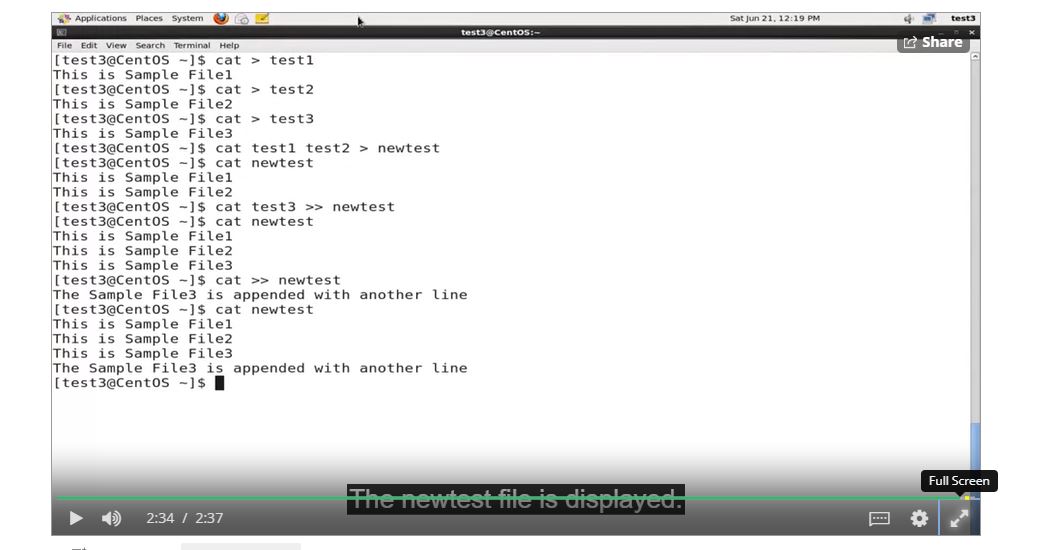 Applications Places System Sat Jun 21, 12:19 PM test3
test3@CentOS:~
File Edit View Search Terminal Help
Share
[test3@CentOS ~]$ cat > test1
This is Sample File1
[test3@CentOS ~]$ cat > test2
This is Sample File2
[test3@CentOS ~]$ cat > test3
This is Sample File3
[test3@CentOS ~]$ cat test1 test2 > newtest
[test3@CentOS ~]$ cat newtest
This is Sample File1
This is Sample File2
[test3@CentOS ~]$ cat test3 >> newtest
[test3@CentOS ~]$ cat newtest
This is Sample File1
This is Sample File2
This is Sample File3
[test3@CentOS ~]$ cat >> newtest
The Sample File3 is appended with another line
[test3@CentOS ~]$ cat newtest
This is Sample File1
This is Sample File2
This is Sample File3
The Sample File3 is appended with another line
[test3@CentOS ~]$
Full Screen
The newtest file is displayed.
2:34 / 2:37